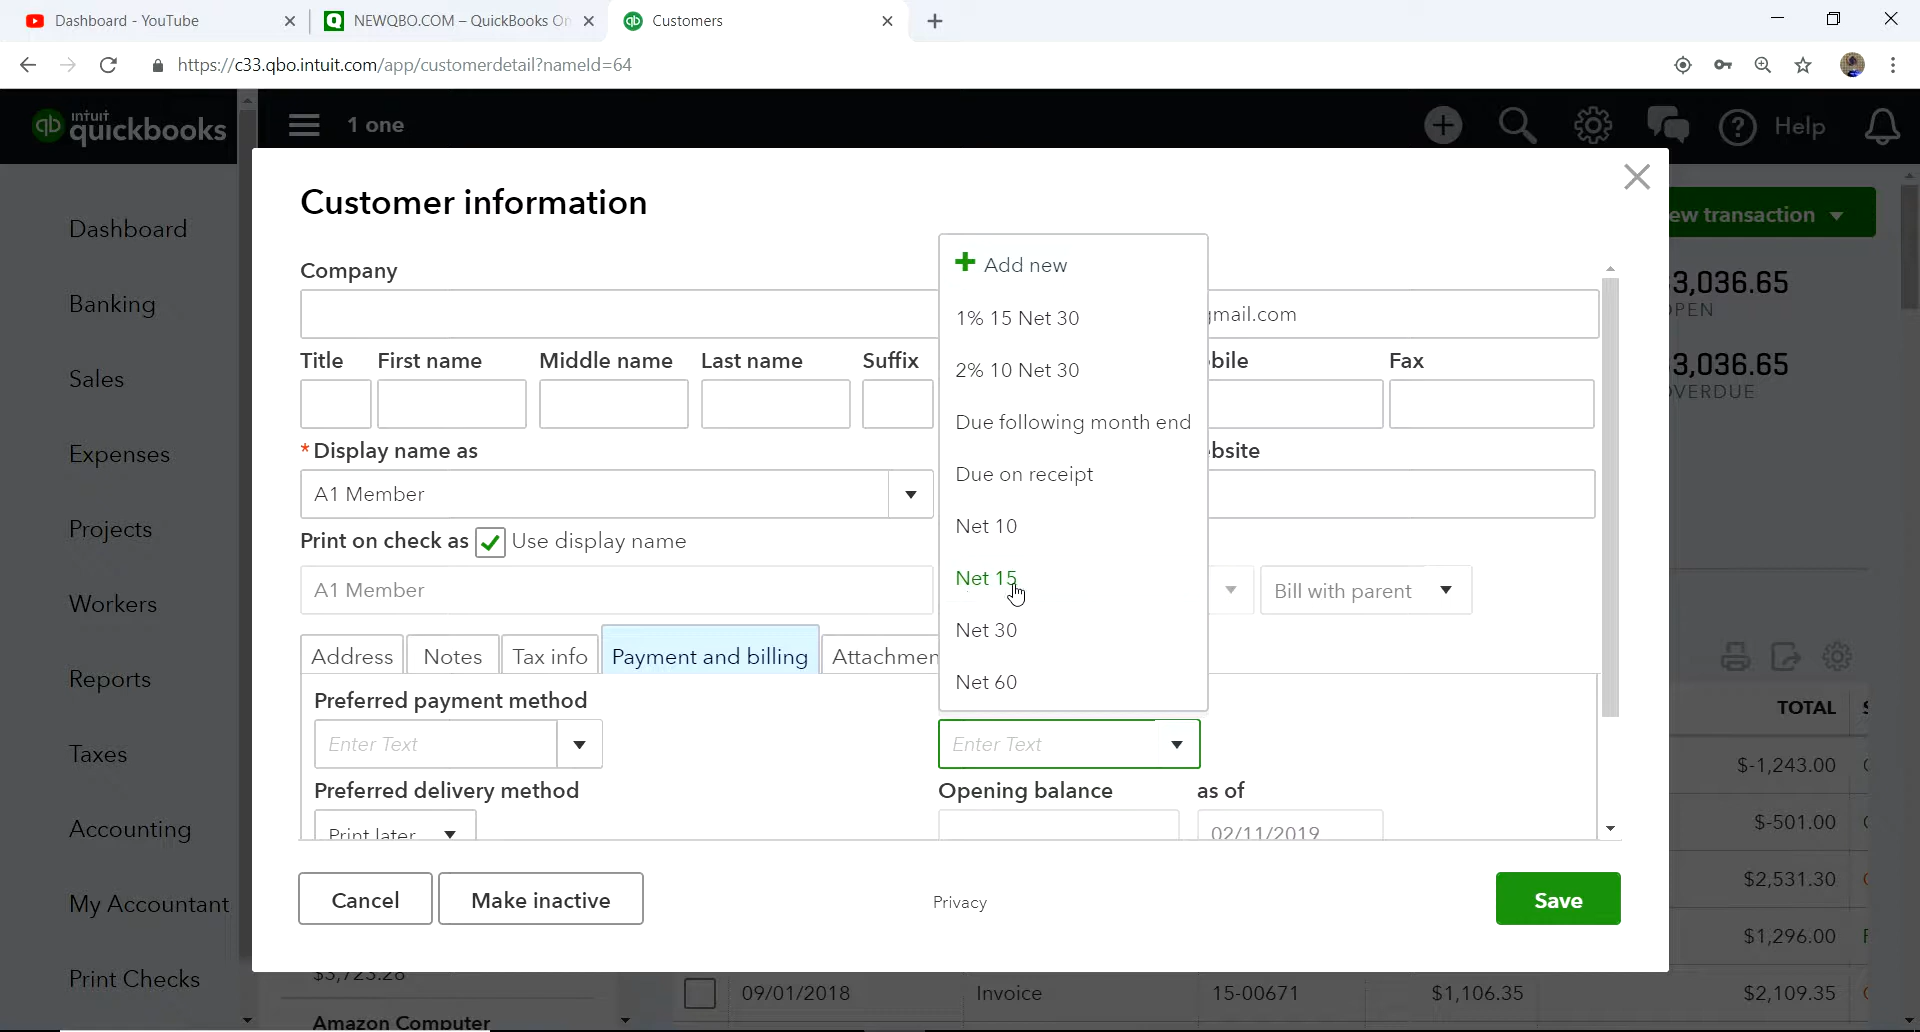 Dashboard - YouTube
NEWQBO.COM – QuickBooks On
Customers
https://c33.qbo.intuit.com/app/customerdetail?nameId=64
intuit
quickbooks
1 one
Help
Dashboard
Banking
Sales
Expenses
Projects
Workers
Reports
Taxes
Accounting
My Accountant
Print Checks
ew transaction
3,036.65
OPEN
3,036.65
OVERDUE
Customer information
Company
mail.com
Title First name Middle name Last name Suffix
bile Fax
* Display name as
bsite
A1 Member
Print on check as Use display name
A1 Member
Bill with parent
Address Notes Tax info Payment and billing Attachmen
Preferred payment method
Enter Text
Preferred delivery method
Print later
+ Add new
1% 15 Net 30
2% 10 Net 30
Due following month end
Due on receipt
Net 10
Net 15
Net 30
Net 60
Enter Text
Opening balance as of
02/11/2019
Cancel Make inactive Privacy Save
TOTAL
$-1,243.00
$-501.00
$2,531.30
$1,296.00
$3,723.26
09/01/2018 Invoice 15-00671 $1,106.35 $2,109.35
Amazon Computer